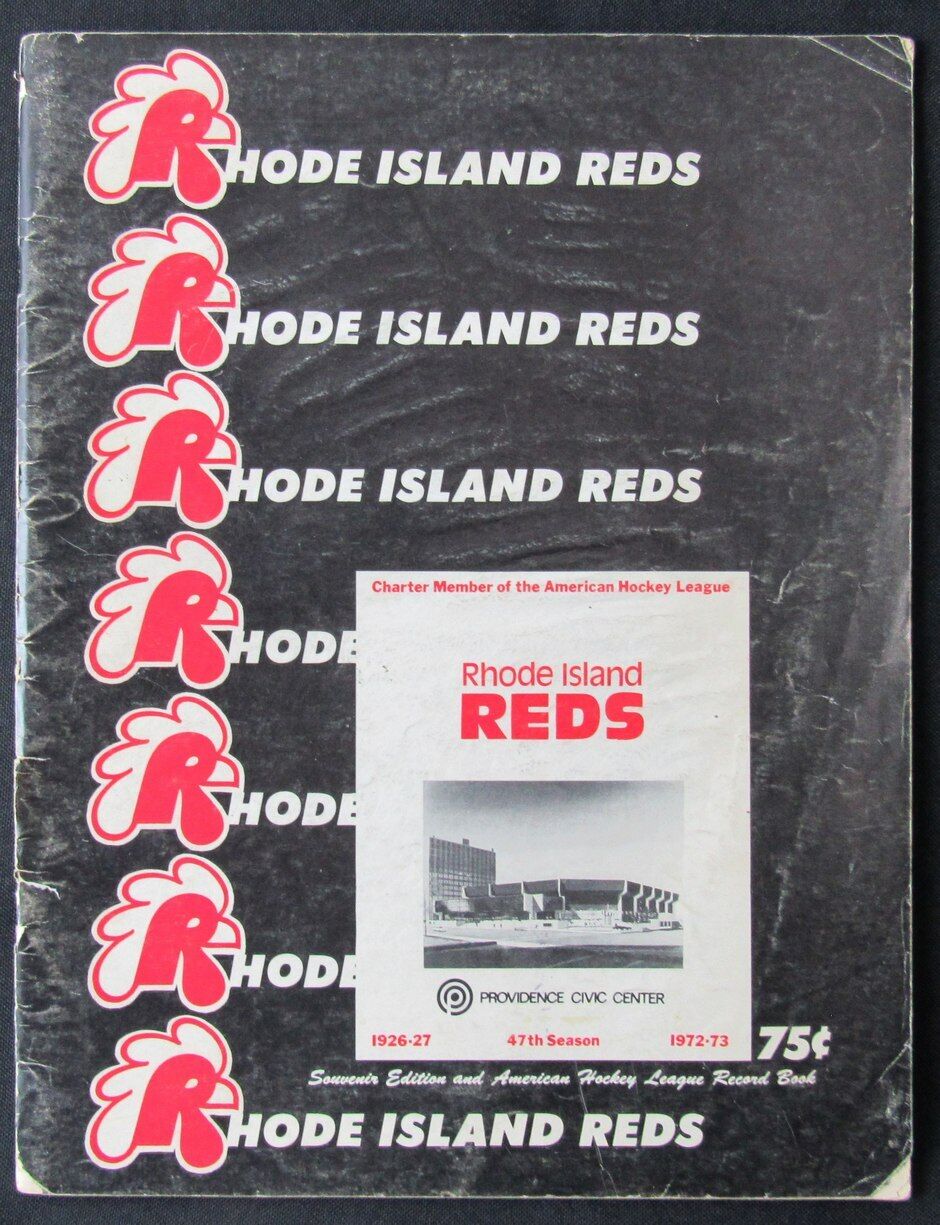 RHODE ISLAND REDS
RHODE ISLAND REDS
RHODE ISLAND REDS
RHODE
RHODE
RHODE
Charter Member of the American Hockey League
Rhode Island
REDS
PROVIDENCE CIVIC CENTER
1926-27 47th Season 1972-73
75¢
Souvenir Edition and American Hockey League Record Book
RHODE ISLAND REDS